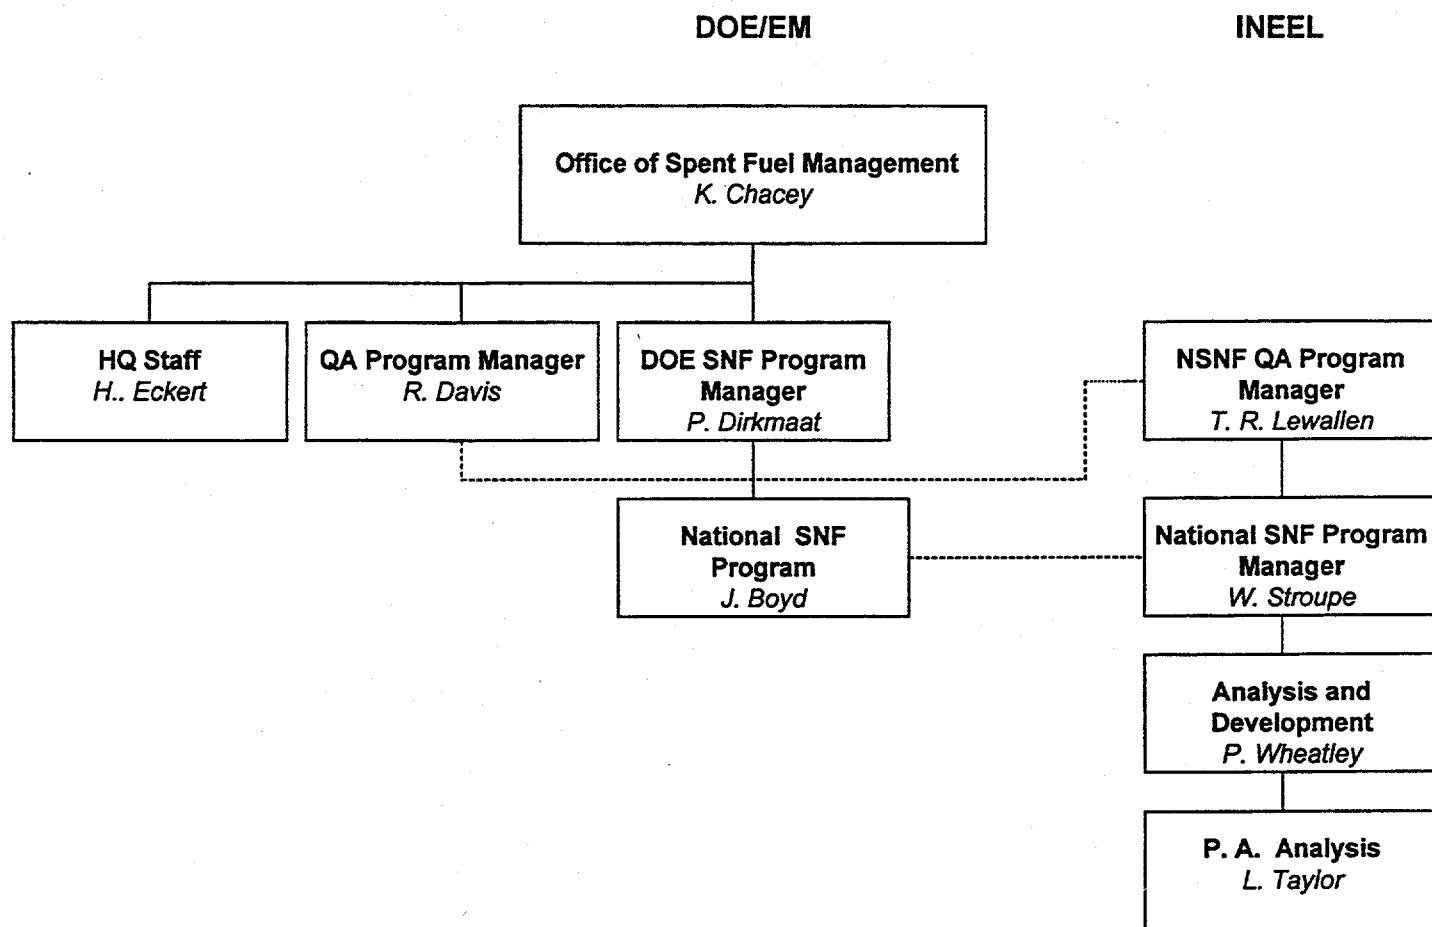 DOE/EM
INEEL
Office of Spent Fuel Management
K. Chacey
HQ Staff
H.. Eckert
QA Program Manager
R. Davis
DOE SNF Program
Manager
P. Dirkmaat
NSNF QA Program
Manager
T. R. Lewallen
National SNF
Program
J. Boyd
National SNF Program
Manager
W. Stroupe
Analysis and
Development
P. Wheatley
P. A. Analysis
L. Taylor